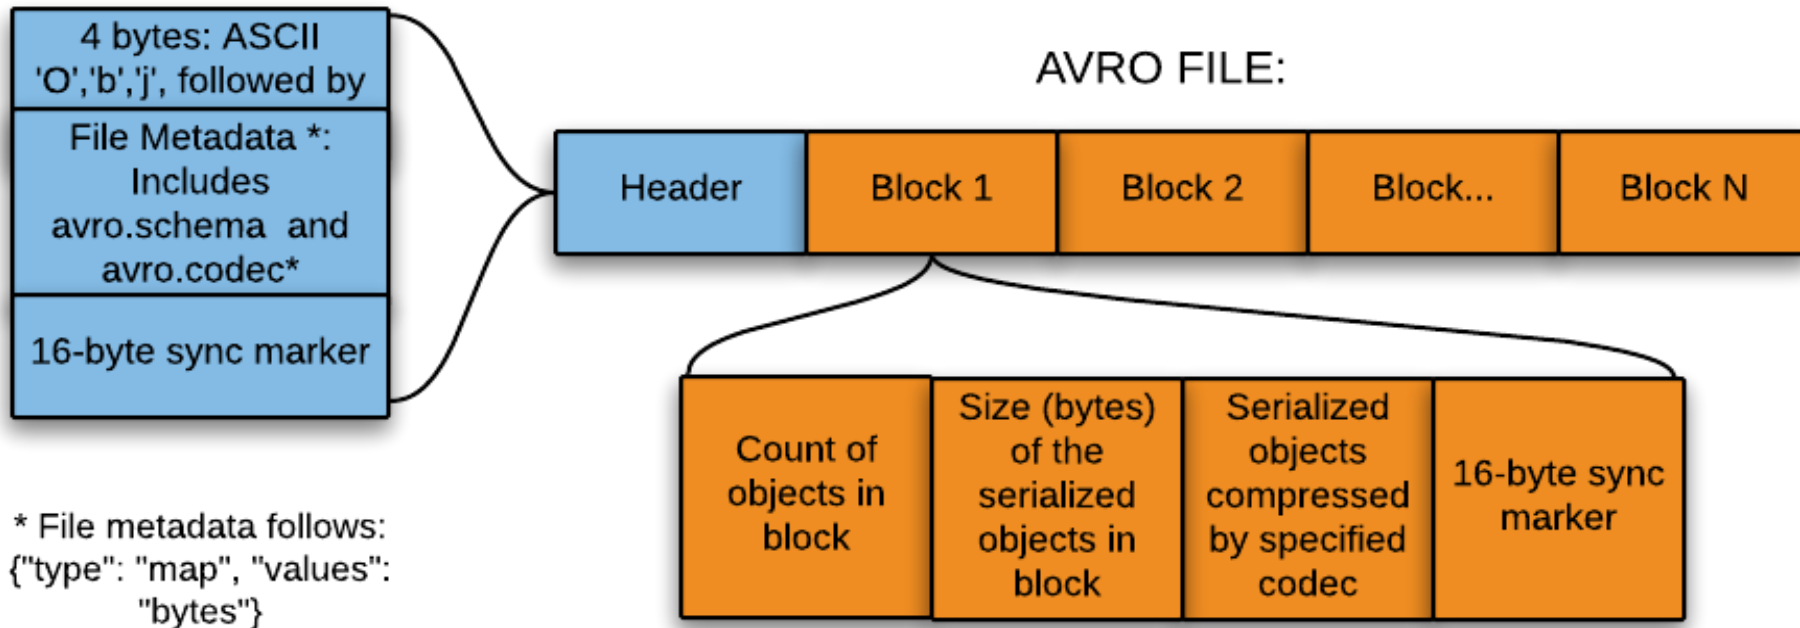 4 bytes: ASCII
'O','b','j', followed by
File Metadata *:
Includes
avro.schema and
avro.codec*
16-byte sync marker
* File metadata follows:
{"type": "map", "values":
"bytes"}
AVRO FILE:
Header
Block 1
Block 2
Block...
Block N
Count of
objects in
block
Size (bytes)
of the
serialized
objects in
block
Serialized
objects
compressed
by specified
codec
16-byte sync
marker